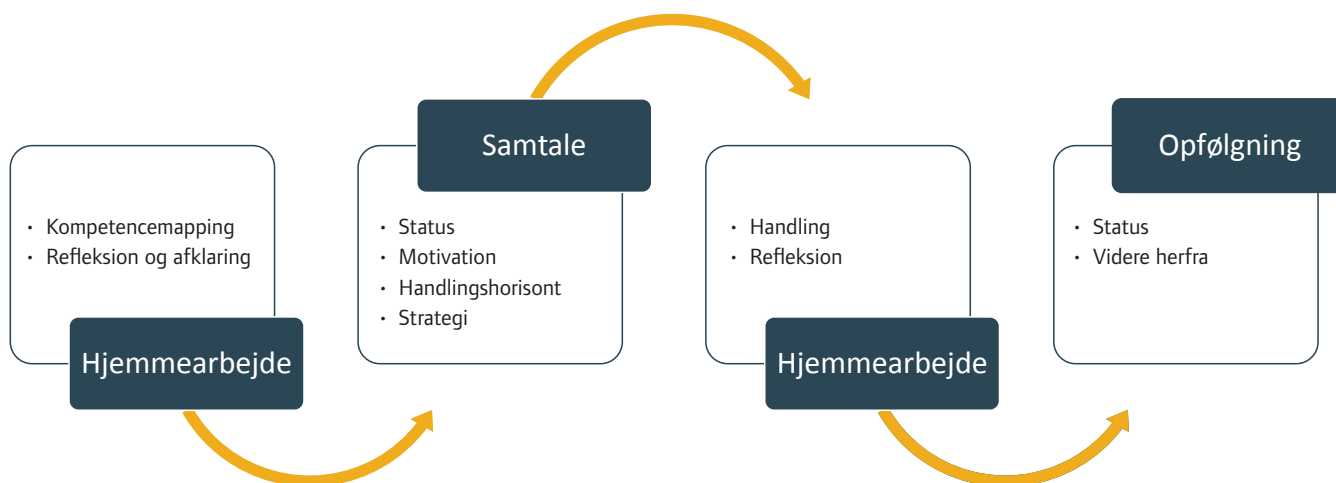 · Kompetencemapping
· Refleksion og afklaring
Hjemmearbejde
Samtale
· Status
· Motivation
· Handlingshorisont
· Strategi
· Handling
· Refleksion
Hjemmearbejde
Opfølgning
· Status
· Videre herfra